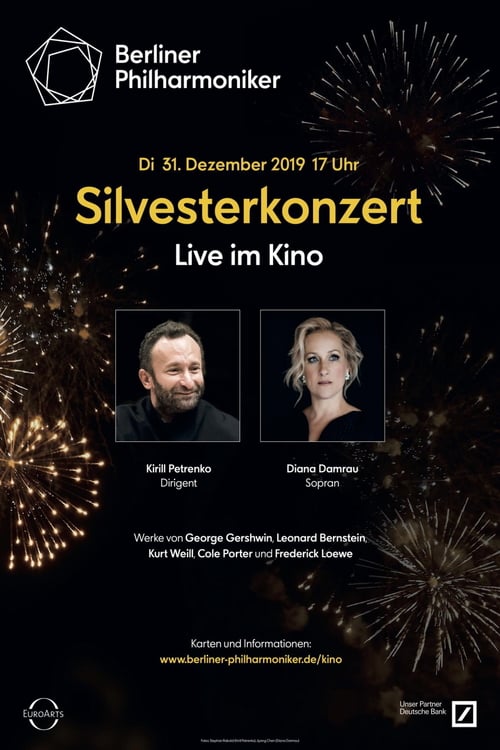 Berliner
Philharmoniker
Di 31. Dezember 2019 17 Uhr
Silvesterkonzert
Live im Kino
Kirill Petrenko
Dirigent
Diana Damrau
Sopran
Werke von George Gershwin, Leonard Bernstein,
Kurt Weill, Cole Porter und Frederick Loewe
Karten und Informationen:
www.berliner-philharmoniker.de/kino
EUROARTS
Unser Partner
Deutsche Bank